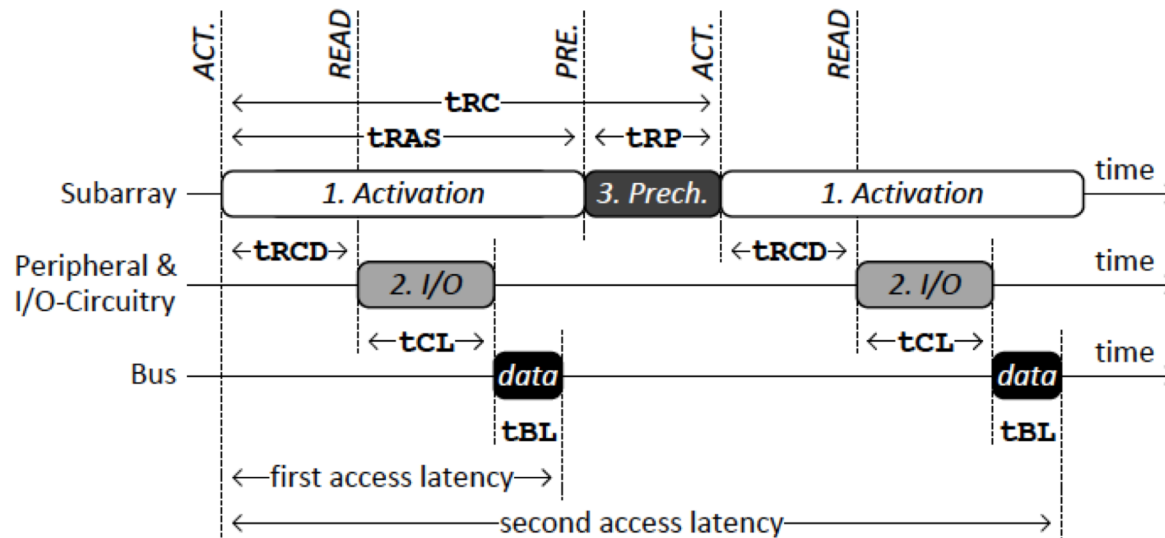 ACT. READ PRE. ACT. READ
tRC
tRAS tRP
Subarray 1. Activation 3. Prech. 1. Activation time
tRCD tRCD
Peripheral & I/O-Circuitry 2. I/O 2. I/O time
tCL tCL
Bus data data time
tBL tBL
first access latency
second access latency